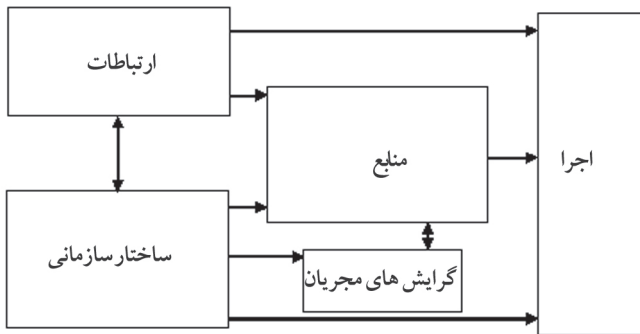 ارتباطات
منابع
اجرا
ساختار سازمانی
گرایش های مجریان